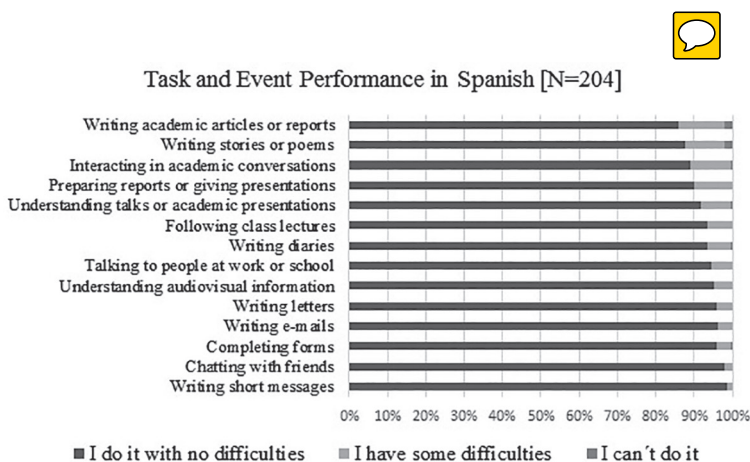 Task and Event Performance in Spanish [N=204]
Writing academic articles or reports
Writing stories or poems
Interacting in academic conversations
Preparing reports or giving presentations
Understanding talks or academic presentations
Following class lectures
Writing diaries
Talking to people at work or school
Understanding audiovisual information
Writing letters
Writing e-mails
Completing forms
Chatting with friends
Writing short messages
0% 10% 20% 30% 40% 50% 60% 70% 80% 90% 100%
I do it with no difficulties I have some difficulties I can´t do it